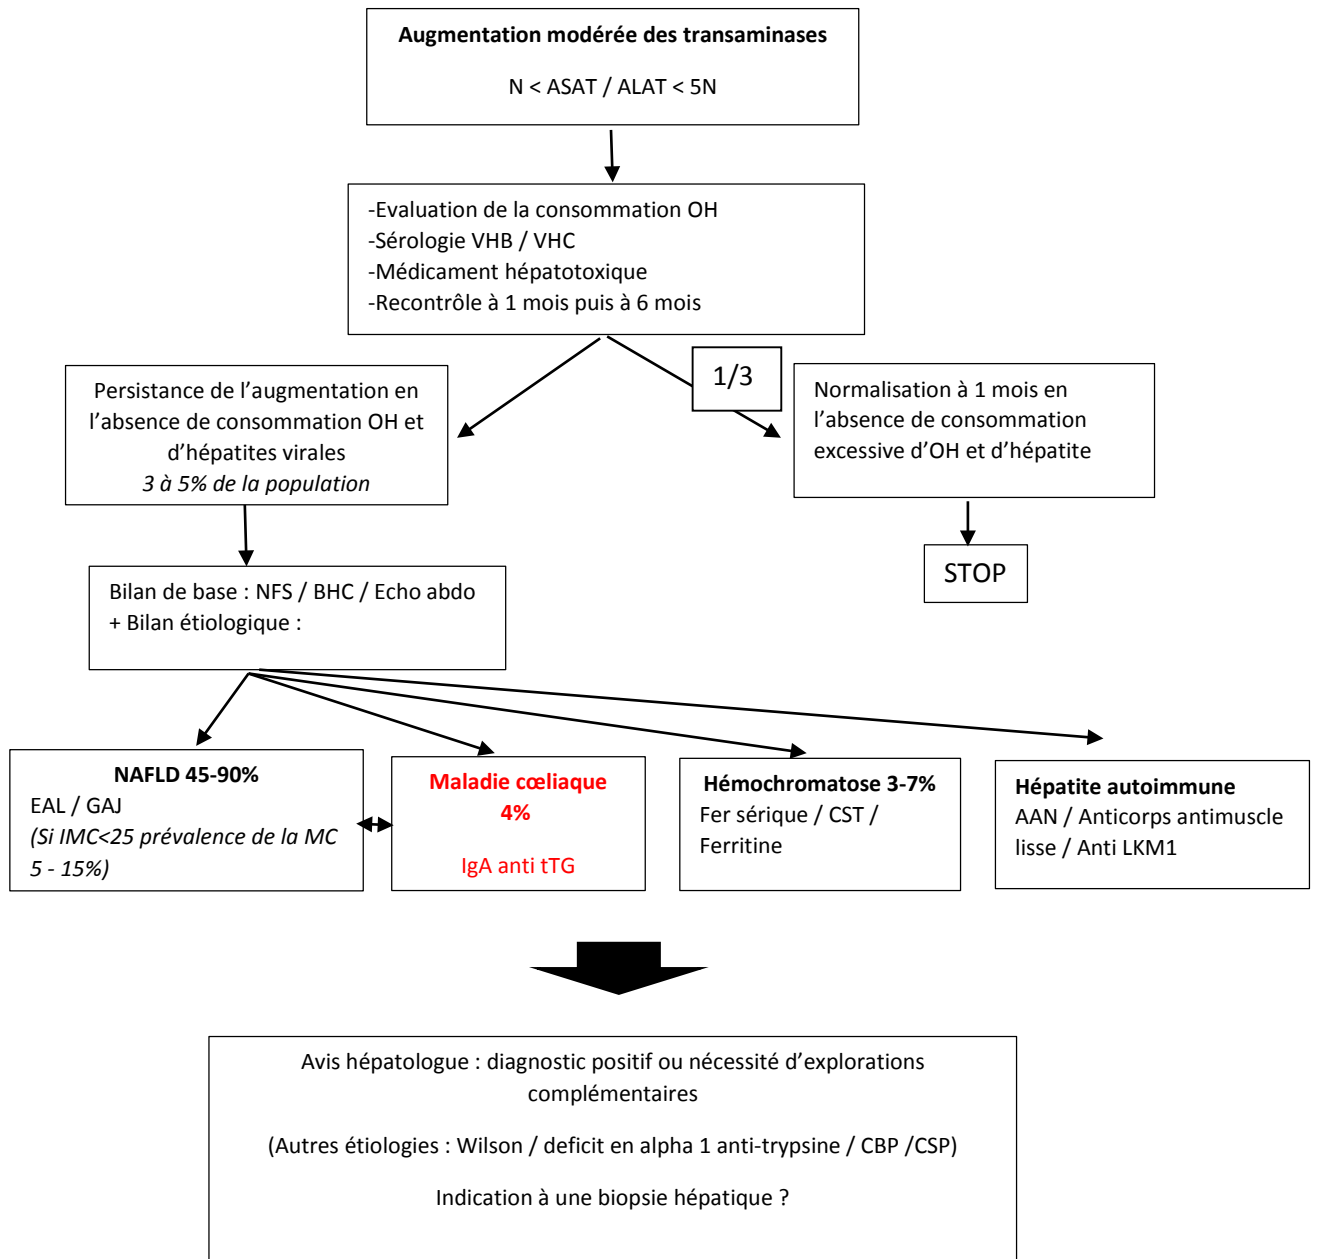 Augmentation modérée des transaminases
N < ASAT / ALAT < 5N
-Evaluation de la consommation OH
-Sérologie VHB / VHC
-Médicament hépatotoxique
-Recontrôle à 1 mois puis à 6 mois
1/3
Persistance de l’augmentation en
l’absence de consommation OH et
d’hépatites virales
3 à 5% de la population
Normalisation à 1 mois en
l’absence de consommation
excessive d’OH et d’hépatite
STOP
Bilan de base : NFS / BHC / Echo abdo
+ Bilan étiologique :
NAFLD 45-90%
EAL / GAJ
(Si IMC<25 prévalence de la MC
5 - 15%)
Maladie cœliaque
4%
IgA anti tTG
Hémochromatose 3-7%
Fer sérique / CST /
Ferritine
Hépatite autoimmune
AAN / Anticorps antimuscle
lisse / Anti LKM1
Avis hépatologue : diagnostic positif ou nécessité d’explorations
complémentaires
(Autres étiologies : Wilson / deficit en alpha 1 anti-trypsine / CBP /CSP)
Indication à une biopsie hépatique ?